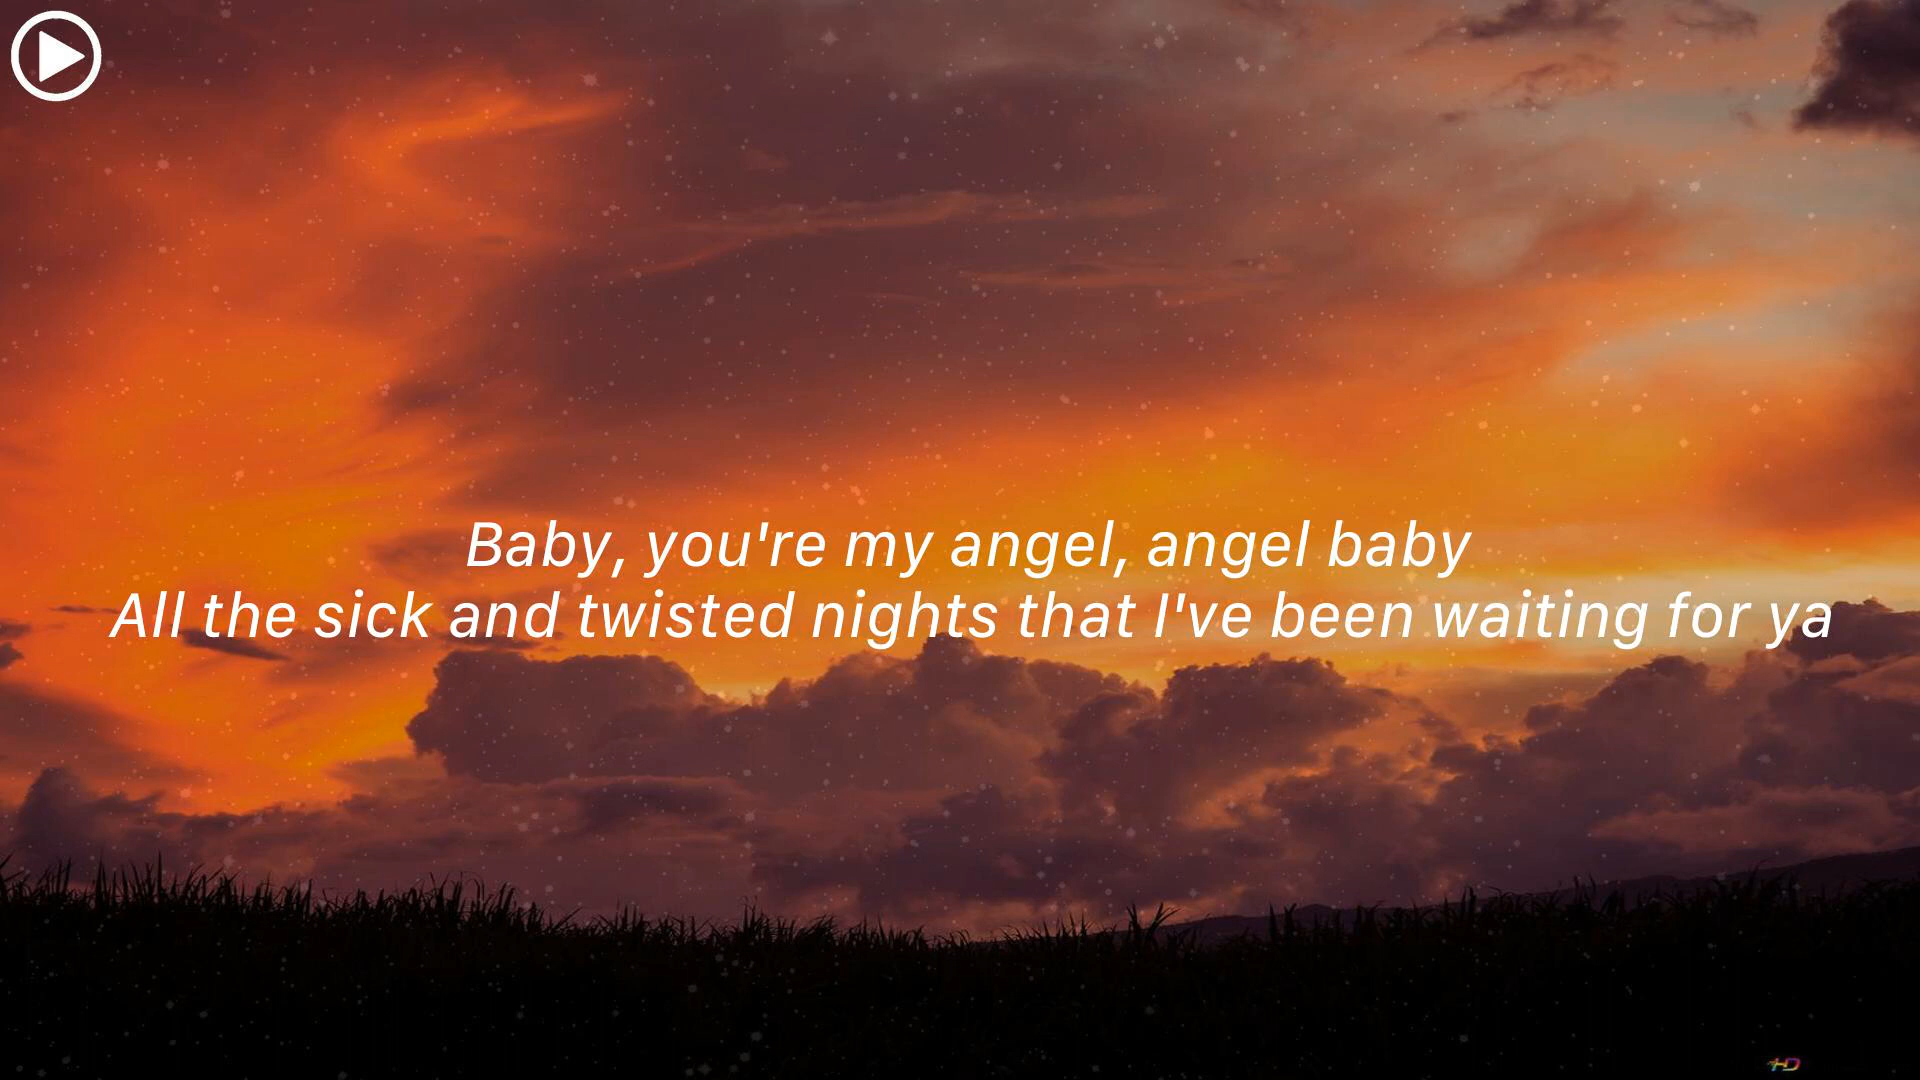 Baby, you're my angel, angel baby
All the sick and twisted nights that I've been waiting for ya
HD